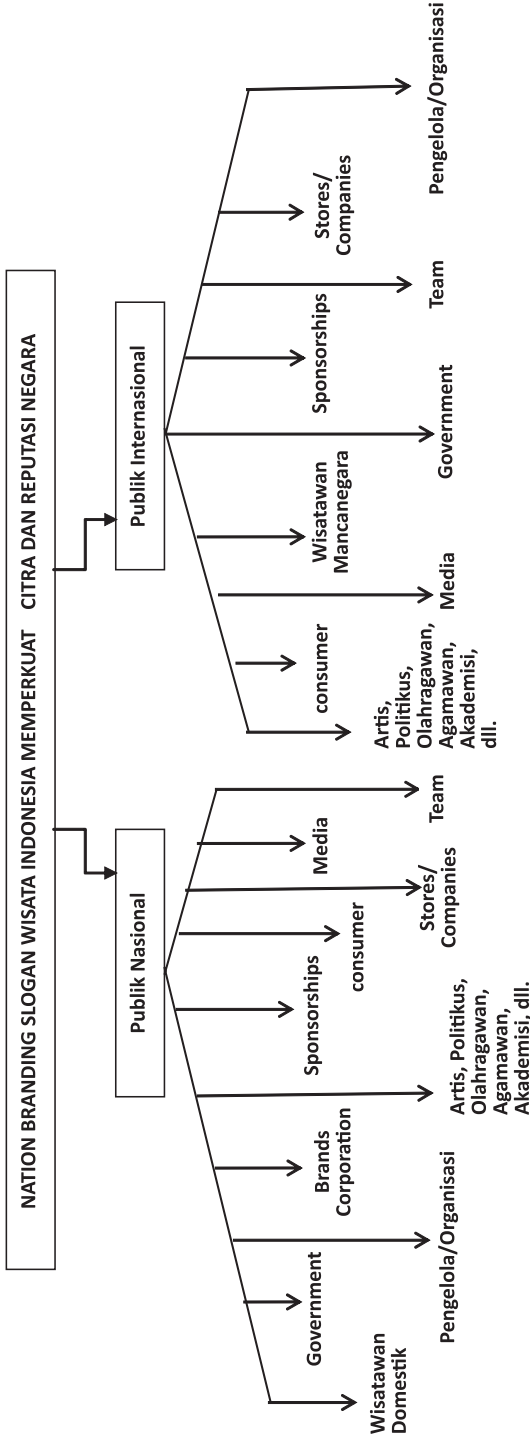 NATION BRANDING SLOGAN WISATA INDONESIA MEMPERKUAT CITRA DAN REPUTASI NEGARA
Publik Nasional
Wisatawan
Domestik
Government
Pengelola/Organisasi
Brands
Corporation
Artis, Politikus,
Olahragawan,
Agamawan,
Akademisi, dll.
Sponsorships
consumer
Stores/
Companies
Media
Team
Publik Internasional
Artis,
Politikus,
Olahragawan,
Agamawan,
Akademisi,
dll.
consumer
Media
Wisatawan
Mancanegara
Government
Sponsorships
Team
Stores/
Companies
Pengelola/Organisasi